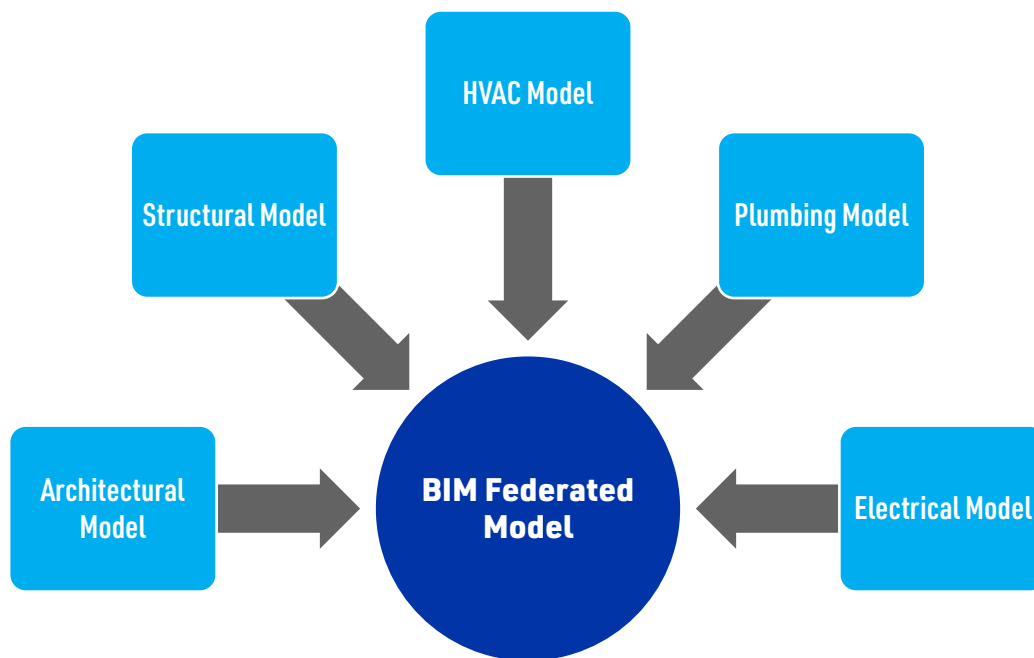 HVAC Model
Structural Model
Plumbing Model
Architectural
Model
BIM Federated
Model
Electrical Model